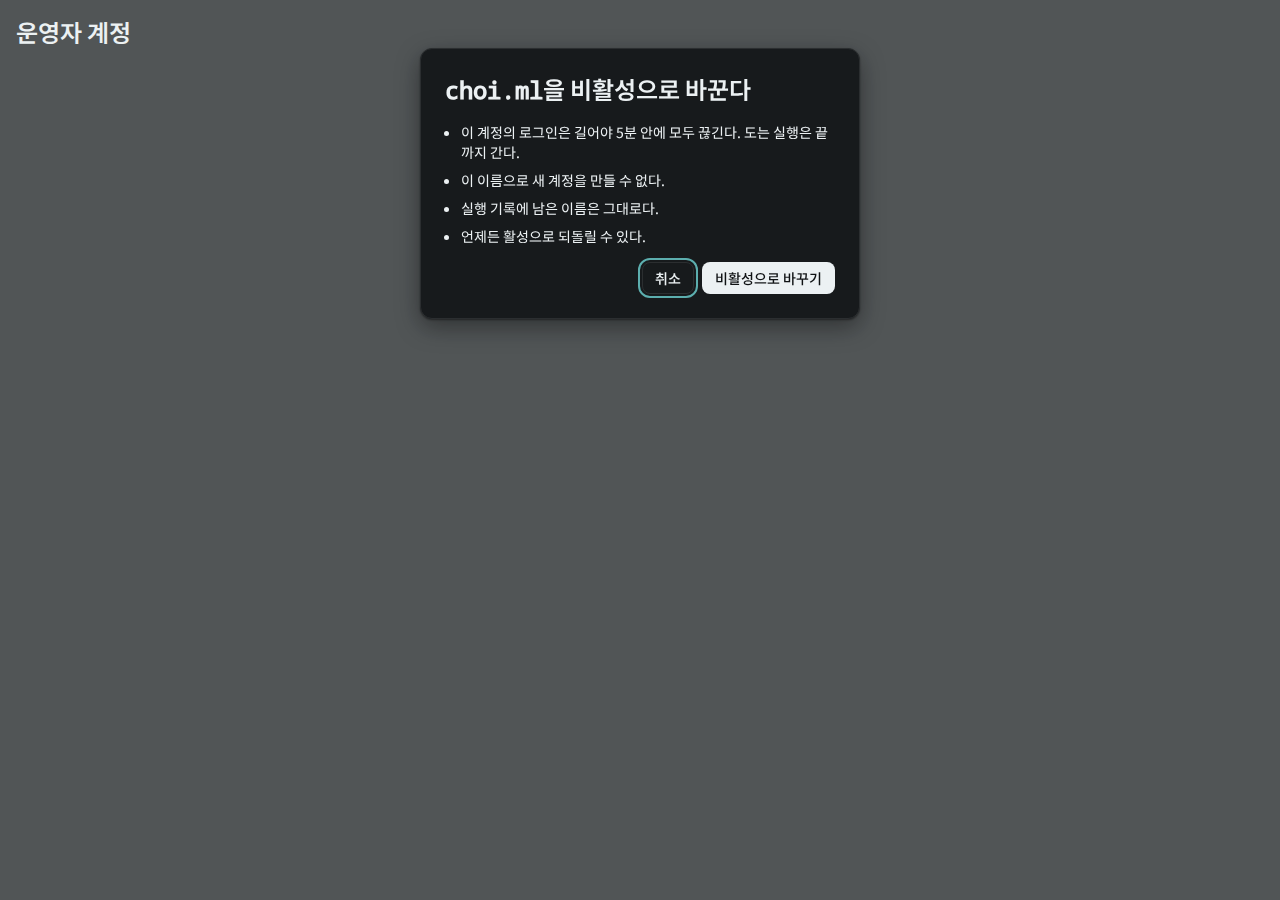 운영자 계정
choi.ml을 비활성으로 바꾼다
이 계정의 로그인은 길어야 5분 안에 모두 끊긴다. 도는 실행은 끝
까지 간다.
이 이름으로 새 계정을 만들 수 없다.
실행 기록에 남은 이름은 그대로다.
언제든 활성으로 되돌릴 수 있다.
취소 비활성으로 바꾸기